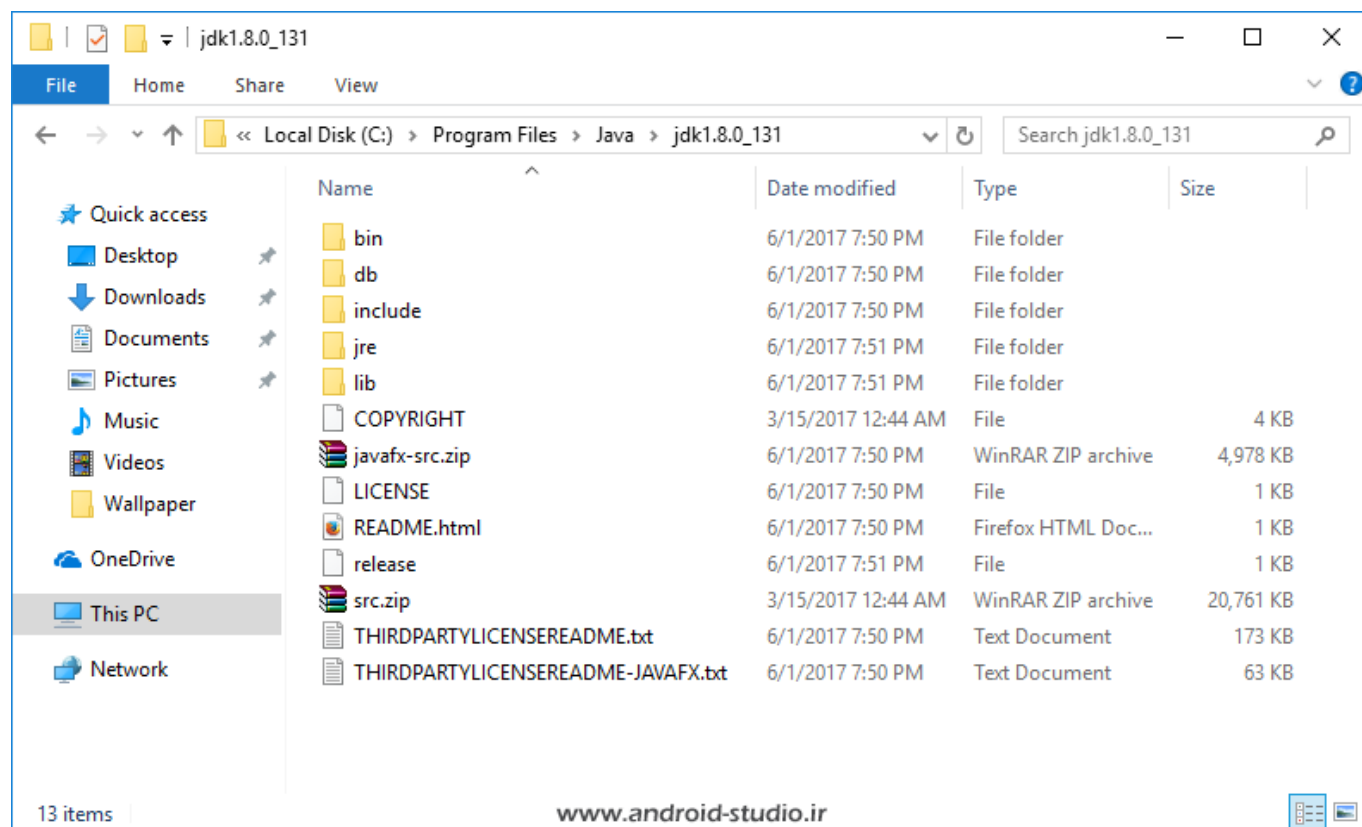 jdk1.8.0_131
File Home Share View
« Local Disk (C:) > Program Files > Java > jdk1.8.0_131 Search jdk1.8.0_131
Name Date modified Type Size
Quick access
Desktop
Downloads
Documents
Pictures
Music
Videos
Wallpaper
OneDrive
This PC
Network
bin 6/1/2017 7:50 PM File folder
db 6/1/2017 7:50 PM File folder
include 6/1/2017 7:50 PM File folder
jre 6/1/2017 7:51 PM File folder
lib 6/1/2017 7:51 PM File folder
COPYRIGHT 3/15/2017 12:44 AM File 4 KB
javafx-src.zip 6/1/2017 7:50 PM WinRAR ZIP archive 4,978 KB
LICENSE 6/1/2017 7:50 PM File 1 KB
README.html 6/1/2017 7:50 PM Firefox HTML Doc... 1 KB
release 6/1/2017 7:51 PM File 1 KB
src.zip 3/15/2017 12:44 AM WinRAR ZIP archive 20,761 KB
THIRDPARTYLICENSEREADME.txt 6/1/2017 7:50 PM Text Document 173 KB
THIRDPARTYLICENSEREADME-JAVAFX.txt 6/1/2017 7:50 PM Text Document 63 KB
13 items
www.android-studio.ir